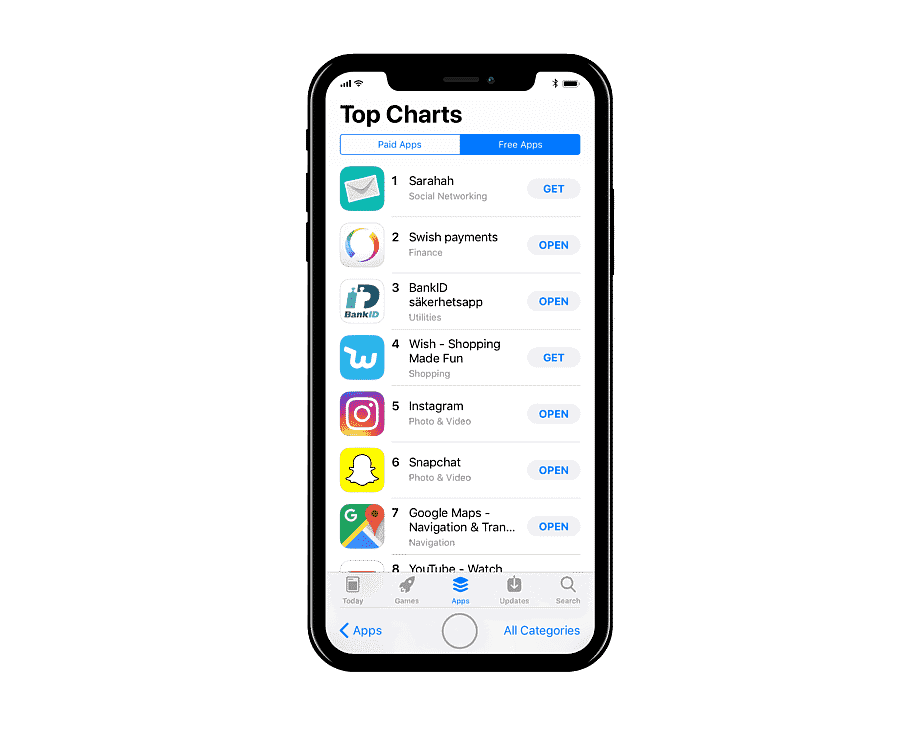 Top Charts
Paid Apps
Free Apps
1 Sarahah
Social Networking
GET
2 Swish payments
Finance
OPEN
BankID
3 BankID
säkerhetsapp
Utilities
OPEN
4 Wish - Shopping
Made Fun
Shopping
GET
5 Instagram
Photo & Video
OPEN
6 Snapchat
Photo & Video
OPEN
G
7 Google Maps -
Navigation & Tran...
Navigation
OPEN
8 YouTube - Watch
Today
Games
Apps
Updates
Search
Apps
All Categories